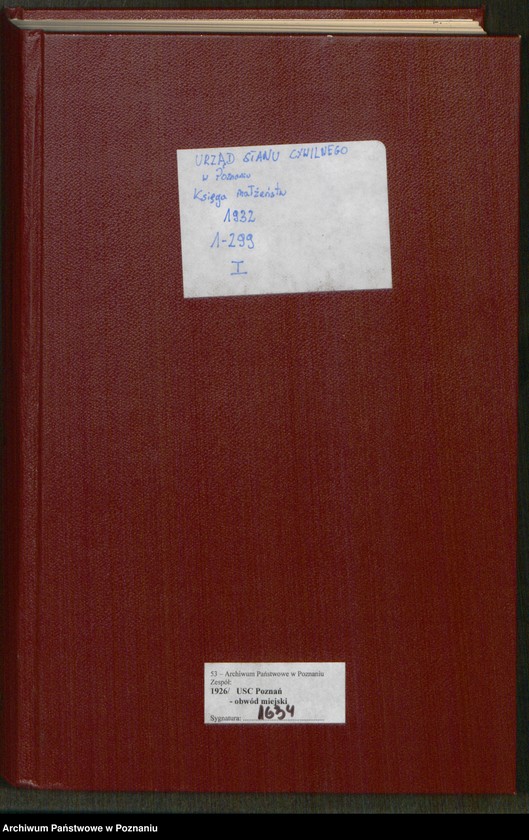 URZĄD STANU CYWILNEGO
w Poznaniu
Księga małżeństw
1932
1-299
I
53 – Archiwum Państwowe w Poznaniu
Zespół:
1926/ USC Poznań
- obwód miejski
Sygnatura: 1634
Archiwum Państwowe w Poznaniu